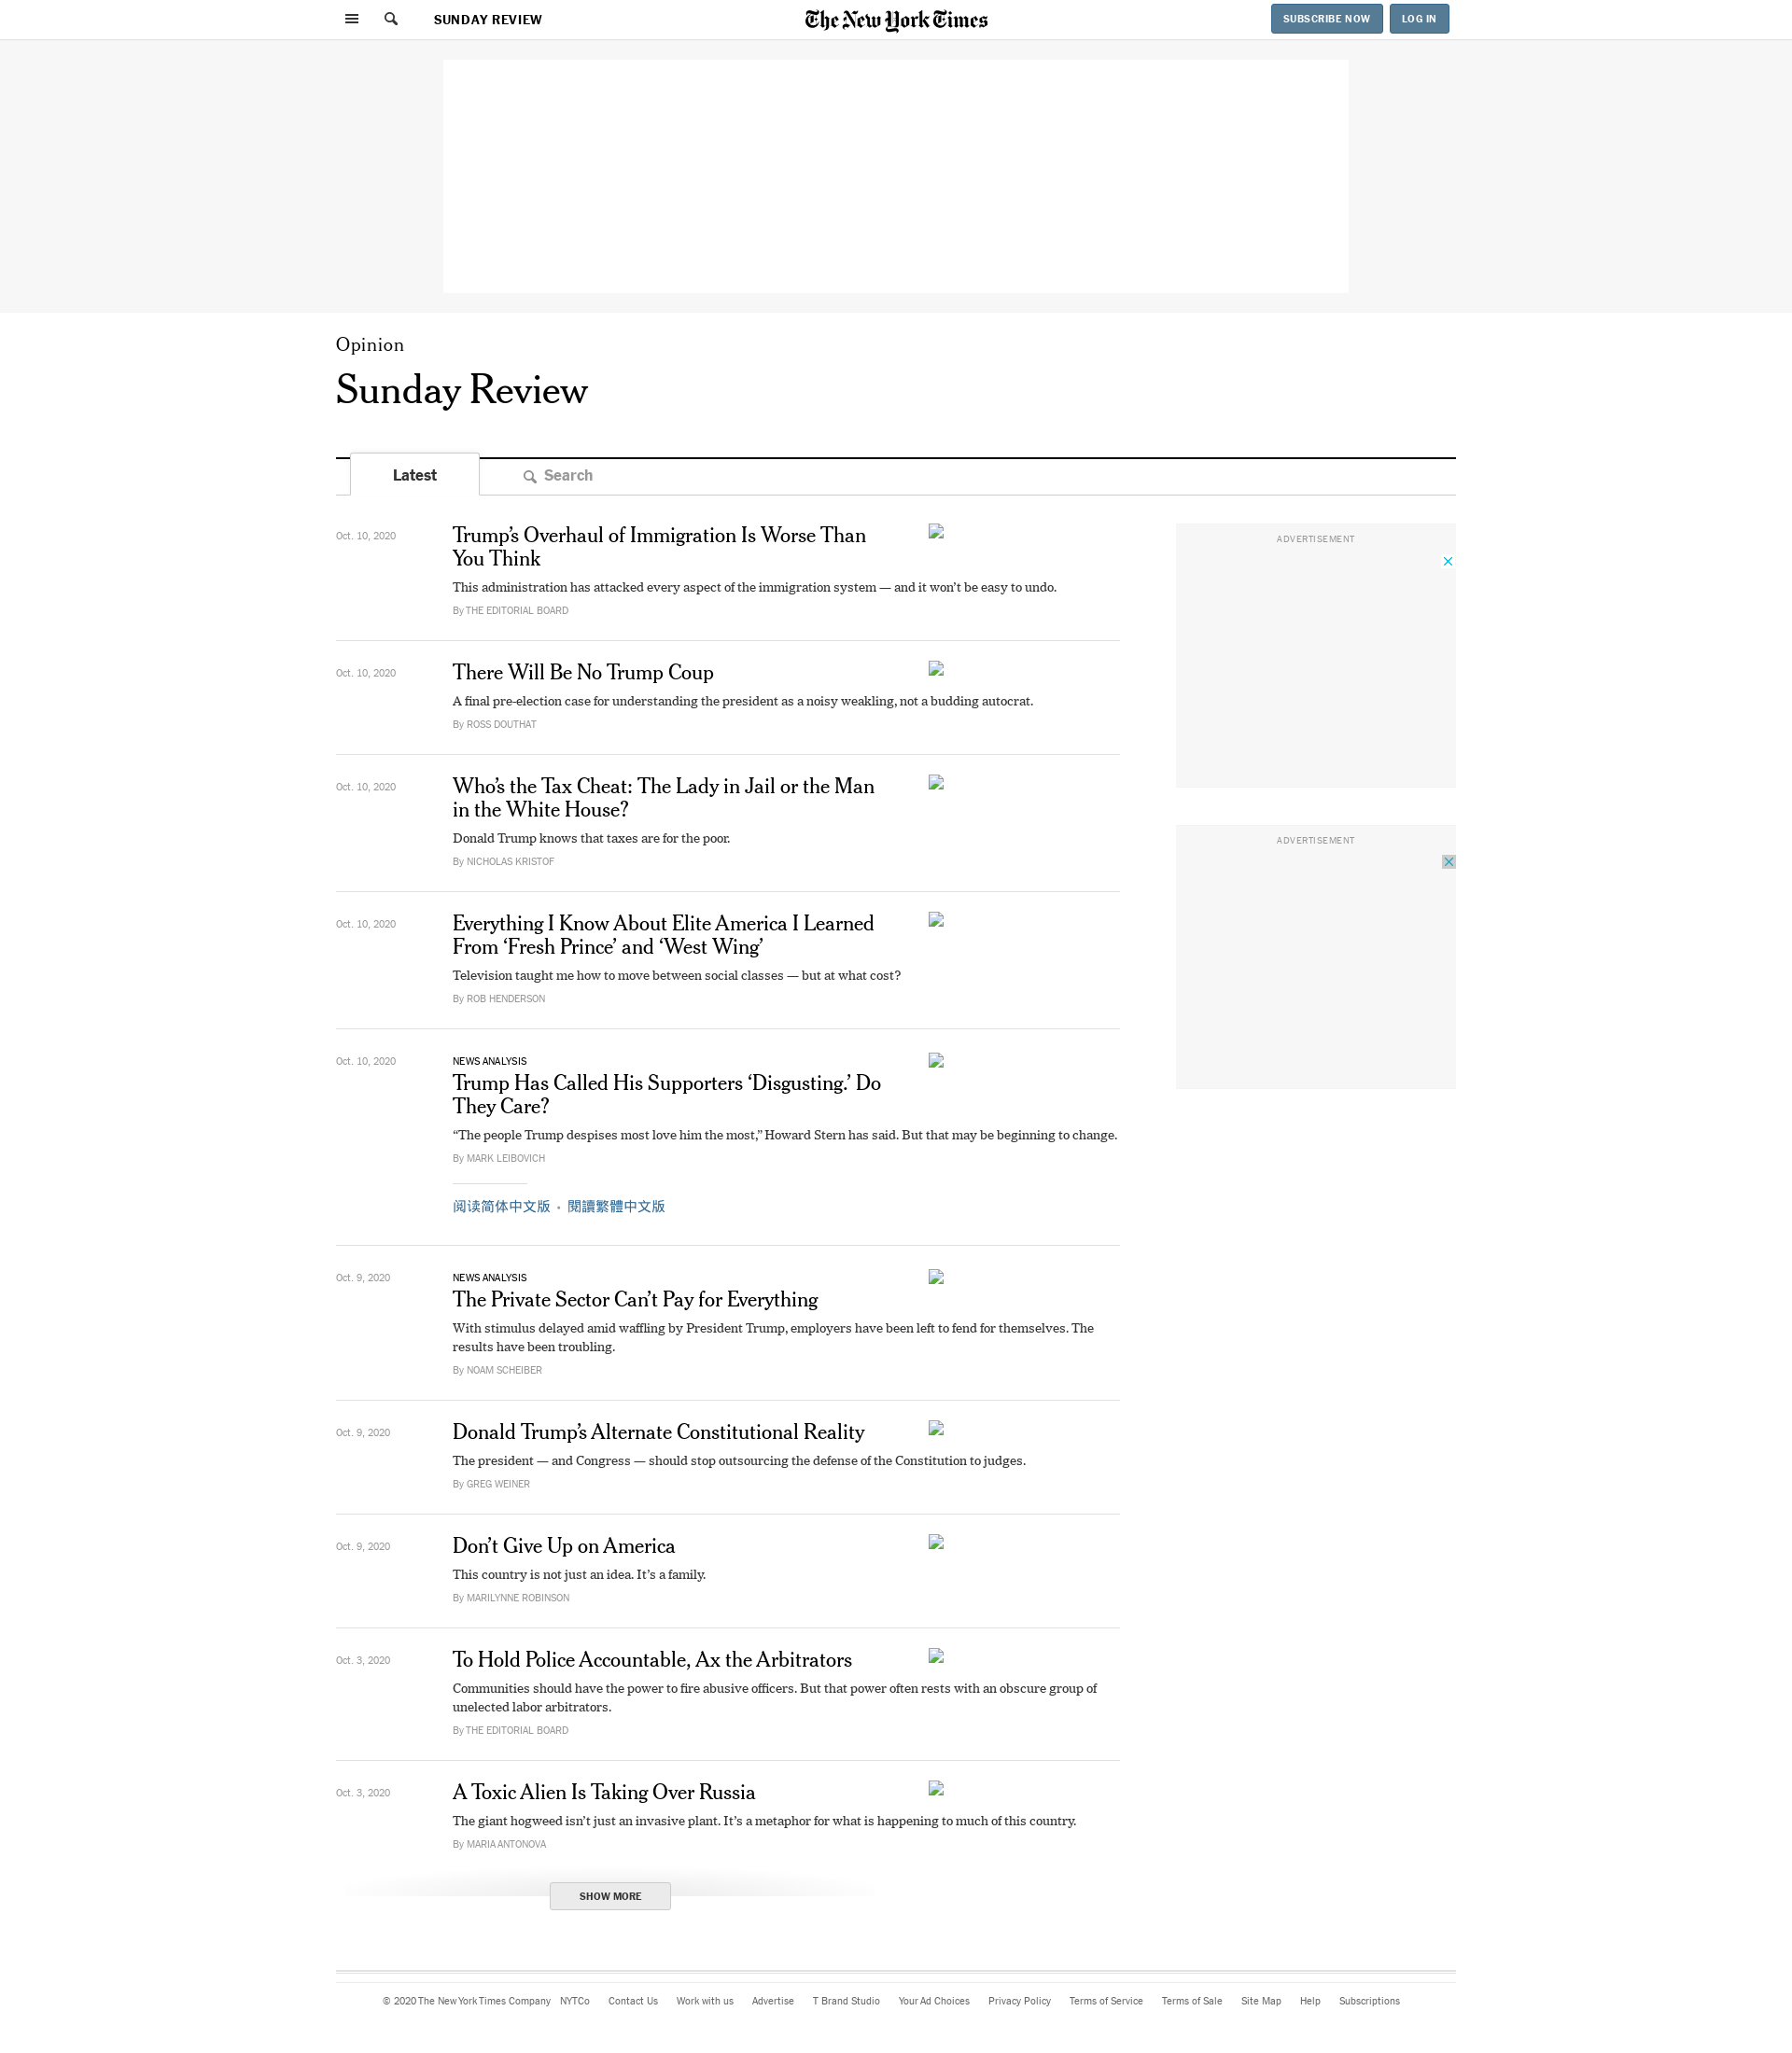 SUNDAY REVIEW
The New York Times
SUBSCRIBE NOW
LOG IN
Opinion
Sunday Review
Latest
Search
Oct. 10, 2020
Trump’s Overhaul of Immigration Is Worse Than
You Think
This administration has attacked every aspect of the immigration system — and it won’t be easy to undo.
By THE EDITORIAL BOARD
Oct. 10, 2020
There Will Be No Trump Coup
A final pre-election case for understanding the president as a noisy weakling, not a budding autocrat.
By ROSS DOUTHAT
Oct. 10, 2020
Who’s the Tax Cheat: The Lady in Jail or the Man
in the White House?
Donald Trump knows that taxes are for the poor.
By NICHOLAS KRISTOF
Oct. 10, 2020
Everything I Know About Elite America I Learned
From ‘Fresh Prince’ and ‘West Wing’
Television taught me how to move between social classes — but at what cost?
By ROB HENDERSON
Oct. 10, 2020
NEWS ANALYSIS
Trump Has Called His Supporters ‘Disgusting.’ Do
They Care?
“The people Trump despises most love him the most,” Howard Stern has said. But that may be beginning to change.
By MARK LEIBOVICH
阅读简体中文版 • 閱讀繁體中文版
Oct. 9, 2020
NEWS ANALYSIS
The Private Sector Can’t Pay for Everything
With stimulus delayed amid waffling by President Trump, employers have been left to fend for themselves. The
results have been troubling.
By NOAM SCHEIBER
Oct. 9, 2020
Donald Trump’s Alternate Constitutional Reality
The president — and Congress — should stop outsourcing the defense of the Constitution to judges.
By GREG WEINER
Oct. 9, 2020
Don’t Give Up on America
This country is not just an idea. It’s a family.
By MARILYNNE ROBINSON
Oct. 3, 2020
To Hold Police Accountable, Ax the Arbitrators
Communities should have the power to fire abusive officers. But that power often rests with an obscure group of
unelected labor arbitrators.
By THE EDITORIAL BOARD
Oct. 3, 2020
A Toxic Alien Is Taking Over Russia
The giant hogweed isn’t just an invasive plant. It’s a metaphor for what is happening to much of this country.
By MARIA ANTONOVA
SHOW MORE
ADVERTISEMENT
ADVERTISEMENT
© 2020 The New York Times Company NYTCo Contact Us Work with us Advertise T Brand Studio Your Ad Choices Privacy Policy Terms of Service Terms of Sale Site Map Help Subscriptions